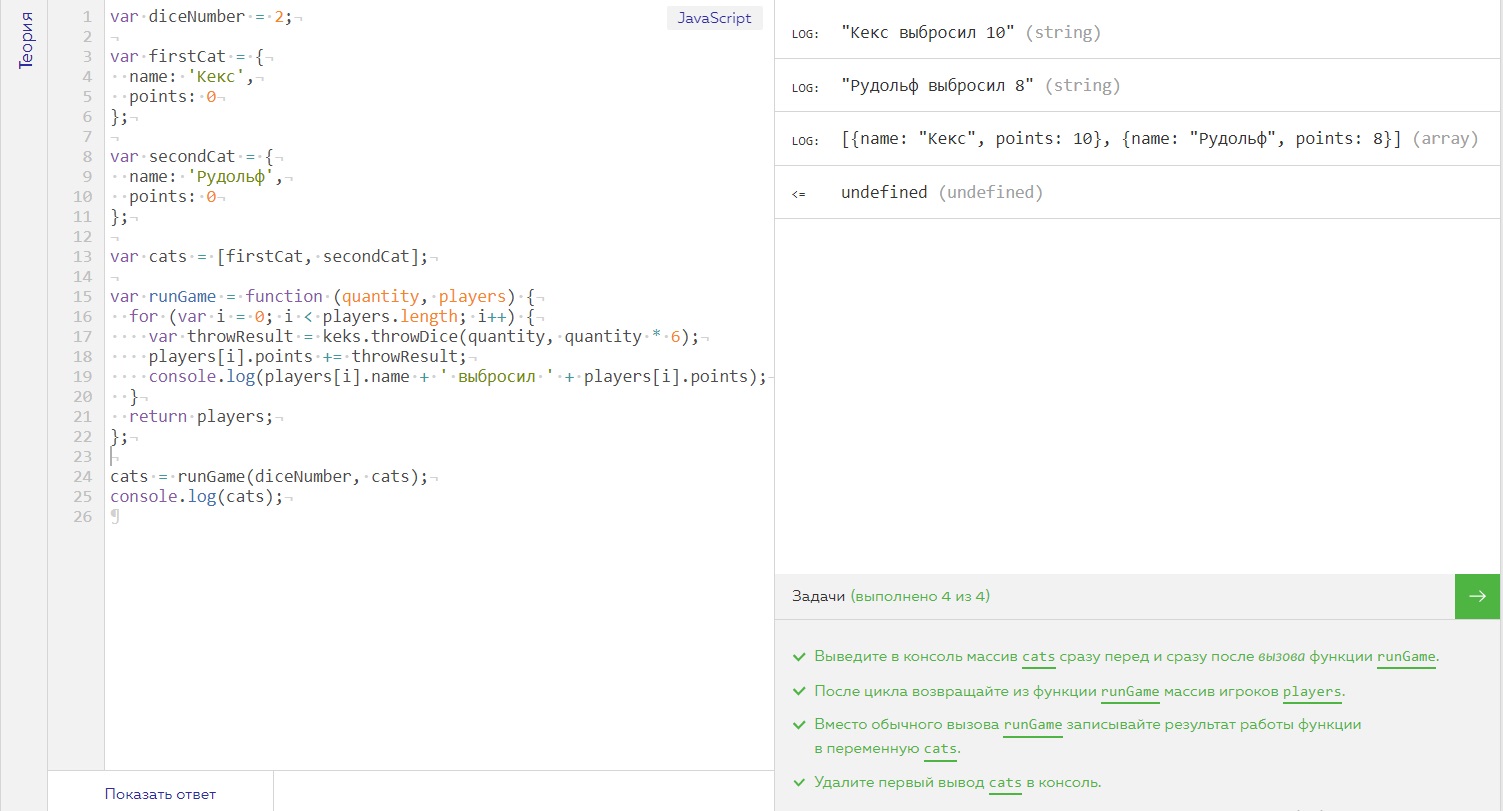 Теория
JavaScript
1 var diceNumber = 2;¬
2 ¬
3 var firstCat = {¬
4 ··name: 'Кекс',¬
5 ··points: 0¬
6 };¬
7 ¬
8 var secondCat = {¬
9 ··name: 'Рудольф',¬
10 ··points: 0¬
11 };¬
12 ¬
13 var cats = [firstCat, secondCat];¬
14 ¬
15 var runGame = function (quantity, players) {¬
16 ··for (var i = 0; i < players.length; i++) {¬
17 ····var throwResult = keks.throwDice(quantity, quantity * 6);¬
18 ····players[i].points += throwResult;¬
19 ····console.log(players[i].name + ' выбросил ' + players[i].points);¬
20 ··}¬
21 ··return players;¬
22 };¬
23 ¬
24 cats = runGame(diceNumber, cats);¬
25 console.log(cats);¬
26 ¶
Показать ответ
LOG: "Кекс выбросил 10" (string)
LOG: "Рудольф выбросил 8" (string)
LOG: [{name: "Кекс", points: 10}, {name: "Рудольф", points: 8}] (array)
<= undefined (undefined)
Задачи (выполнено 4 из 4)
Выведите в консоль массив cats сразу перед и сразу после вызова функции runGame.
После цикла возвращайте из функции runGame массив игроков players.
Вместо обычного вызова runGame записывайте результат работы функции
в переменную cats.
Удалите первый вывод cats в консоль.